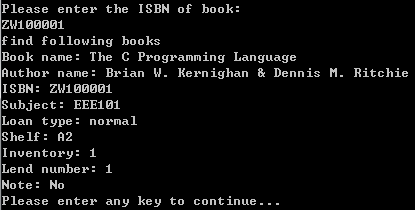 Please enter the ISBN of book:
ZW100001
find following books
Book name: The C Programming Language
Author name: Brian W. Kernighan & Dennis M. Ritchie
ISBN: ZW100001
Subject: EEE101
Loan type: normal
Shelf: A2
Inventory: 1
Lend number: 1
Note: No
Please enter any key to continue...